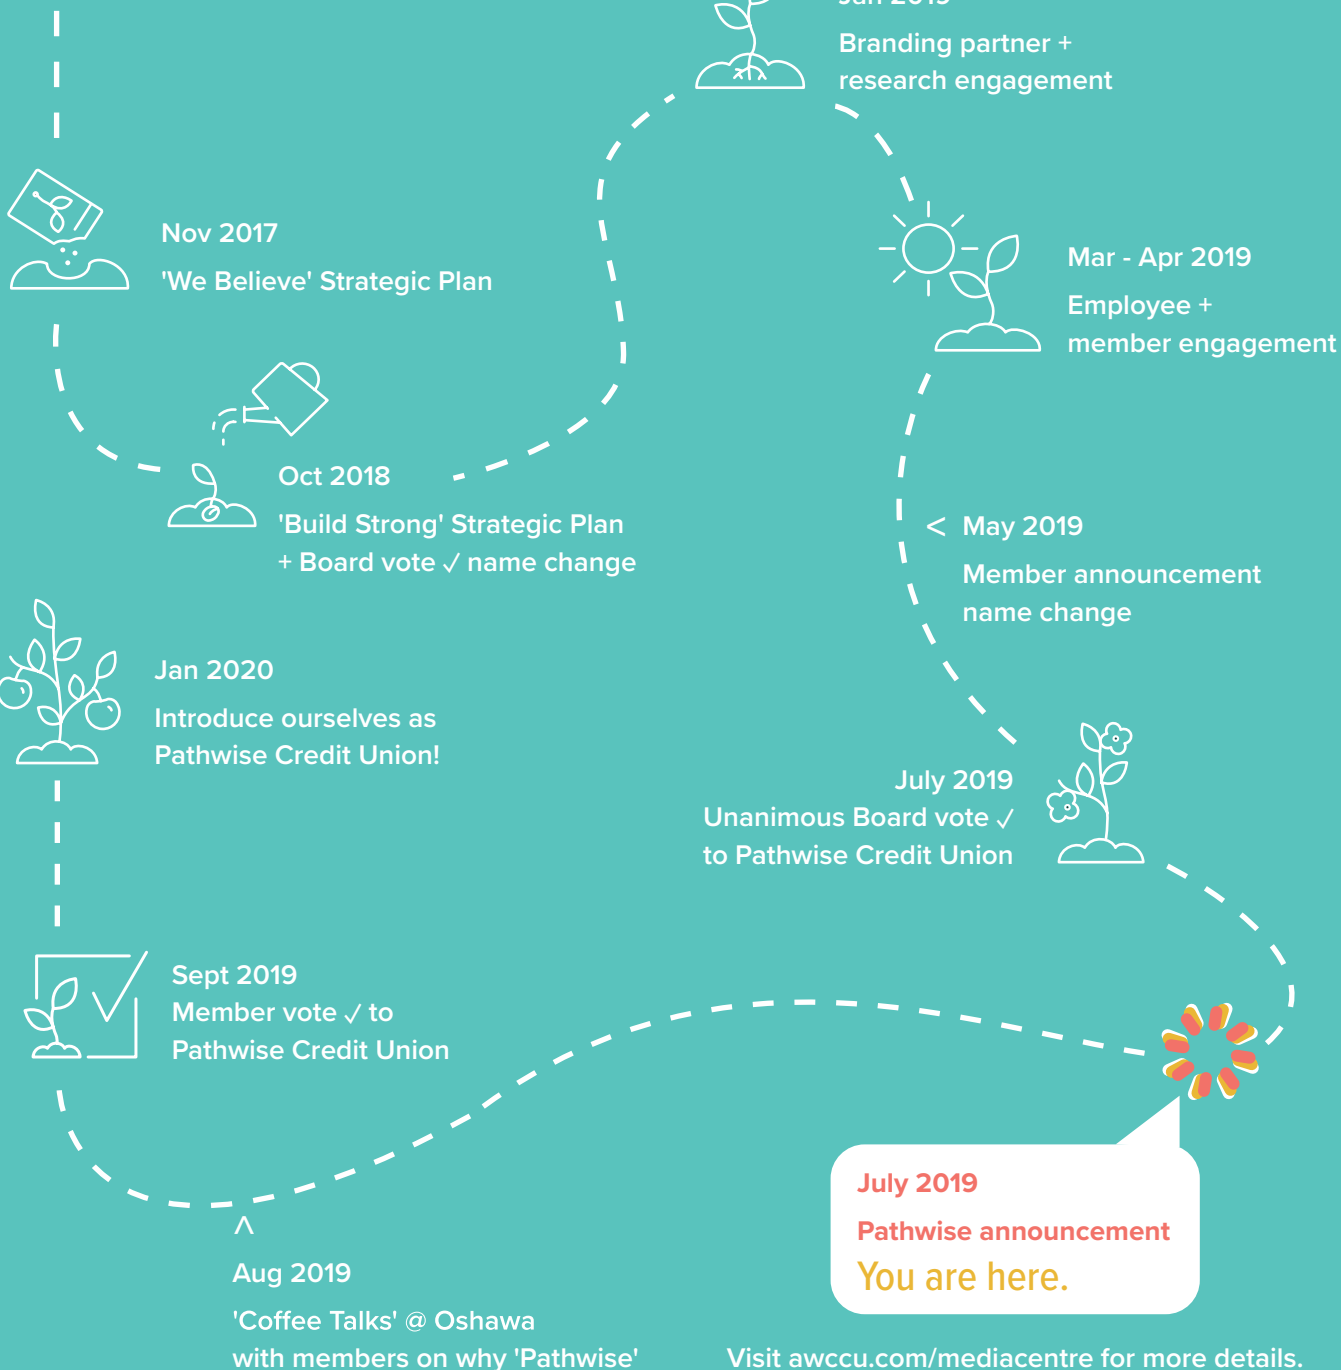 Jan 2019
Branding partner +
research engagement
Nov 2017
'We Believe' Strategic Plan
Mar - Apr 2019
Employee +
member engagement
Oct 2018
'Build Strong' Strategic Plan
+ Board vote ✓ name change
< May 2019
Member announcement
name change
Jan 2020
Introduce ourselves as
Pathwise Credit Union!
July 2019
Unanimous Board vote ✓
to Pathwise Credit Union
Sept 2019
Member vote ✓ to
Pathwise Credit Union
July 2019
Pathwise announcement
You are here.
^
Aug 2019
'Coffee Talks' @ Oshawa
with members on why 'Pathwise'
Visit awccu.com/mediacentre for more details.